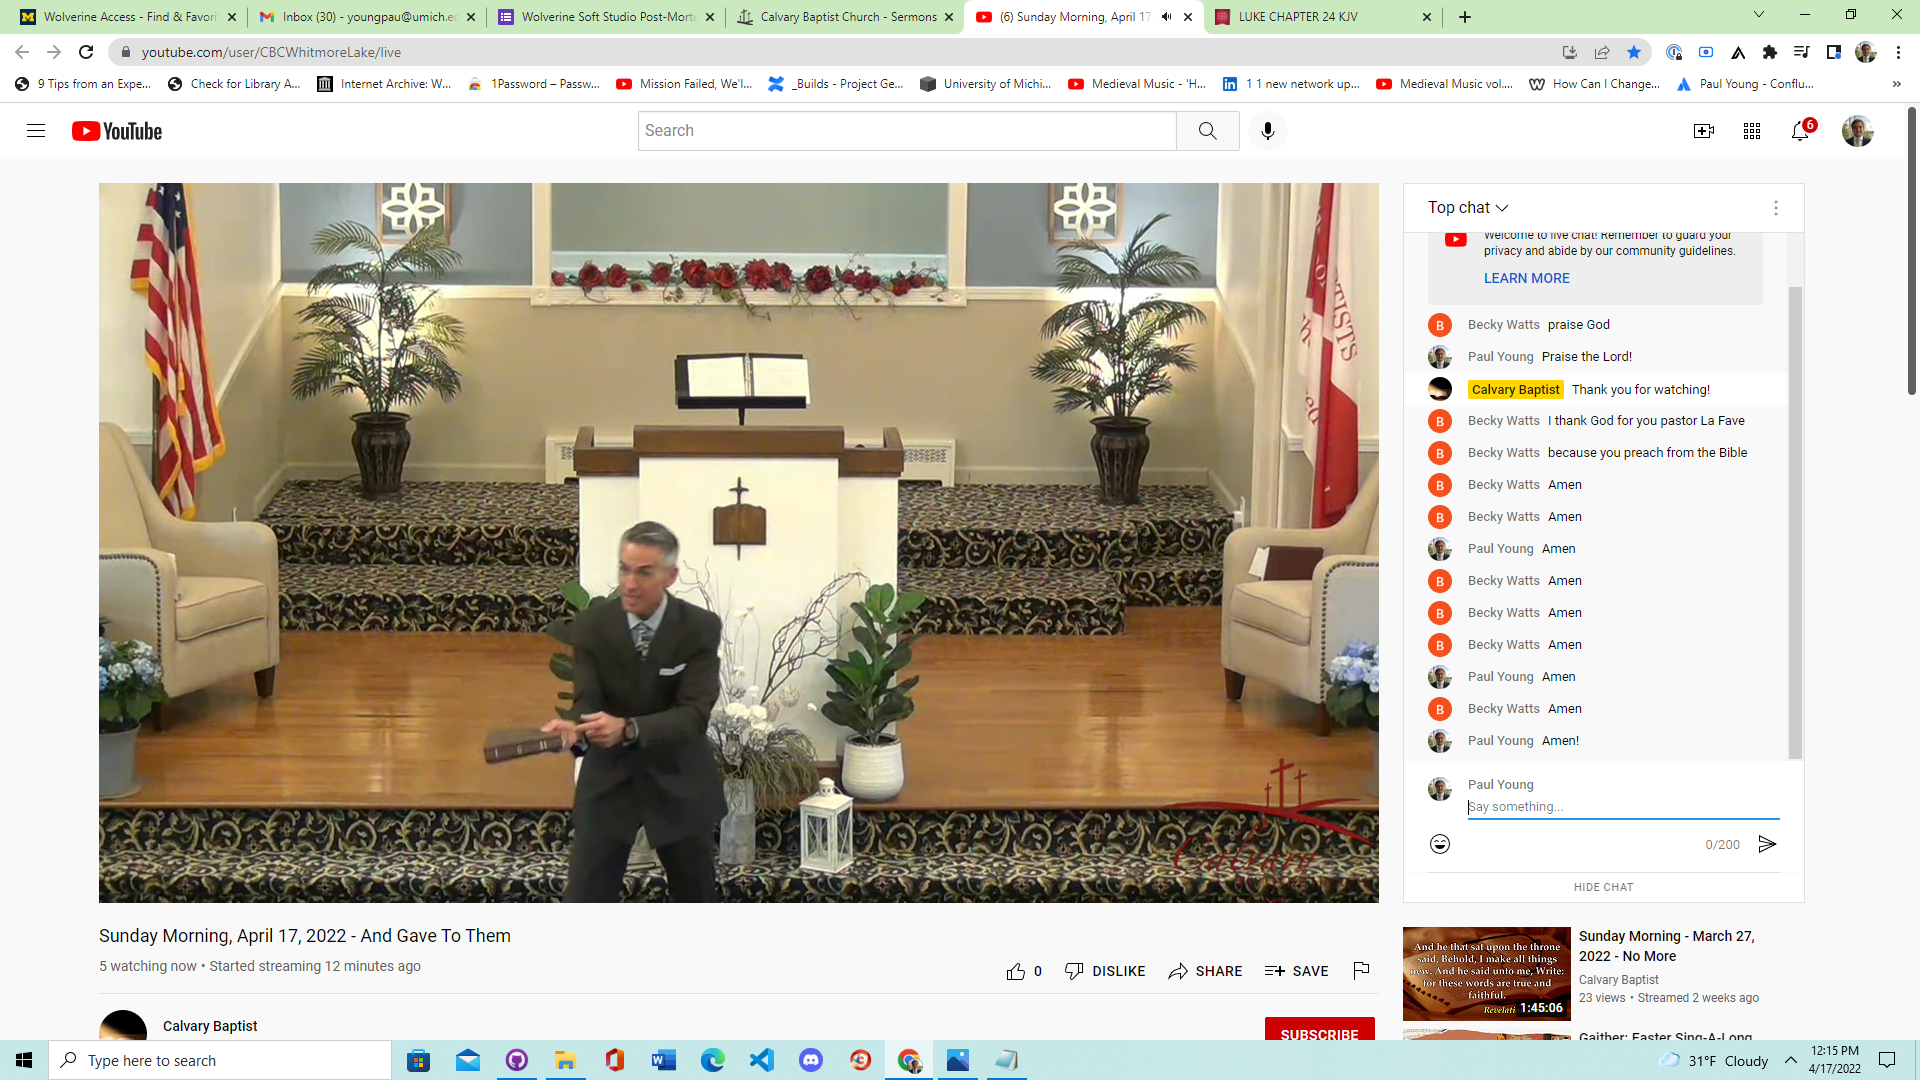 Wolverine Access - Find & Favori
Inbox (30) - youngpau@umich.ed
Wolverine Soft Studio Post-Morte
Calvary Baptist Church - Sermons
(6) Sunday Morning, April 17
LUKE CHAPTER 24 KJV
youtube.com/user/CBCWhitmoreLake/live
9 Tips from an Expe...
Check for Library A...
Internet Archive: W...
1Password – Passw...
Mission Failed, We'l...
_Builds - Project Ge...
University of Michi...
Medieval Music - 'H...
1 1 new network up...
Medieval Music vol....
How Can I Change...
Paul Young - Conflu...
YouTube
Search
6
Top chat
Welcome to live chat! Remember to guard your
privacy and abide by our community guidelines.
LEARN MORE
Becky Watts praise God
Paul Young Praise the Lord!
Calvary Baptist Thank you for watching!
Becky Watts I thank God for you pastor La Fave
Becky Watts because you preach from the Bible
Becky Watts Amen
Becky Watts Amen
Paul Young Amen
Becky Watts Amen
Becky Watts Amen
Becky Watts Amen
Paul Young Amen
Becky Watts Amen
Paul Young Amen!
Paul Young
Say something...
0/200
HIDE CHAT
Calvary
Sunday Morning, April 17, 2022 - And Gave To Them
5 watching now • Started streaming 12 minutes ago
0
DISLIKE
SHARE
SAVE
Calvary Baptist
SUBSCRIBE
And he that sat upon the throne
said, Behold, I make all things
new. And he said unto me, Write:
for these words are true and
faithful.
Revelati
1:45:06
Sunday Morning - March 27,
2022 - No More
Calvary Baptist
23 views • Streamed 2 weeks ago
Gaither: Easter Sing-A-Long
Type here to search
31°F Cloudy
12:15 PM
4/17/2022